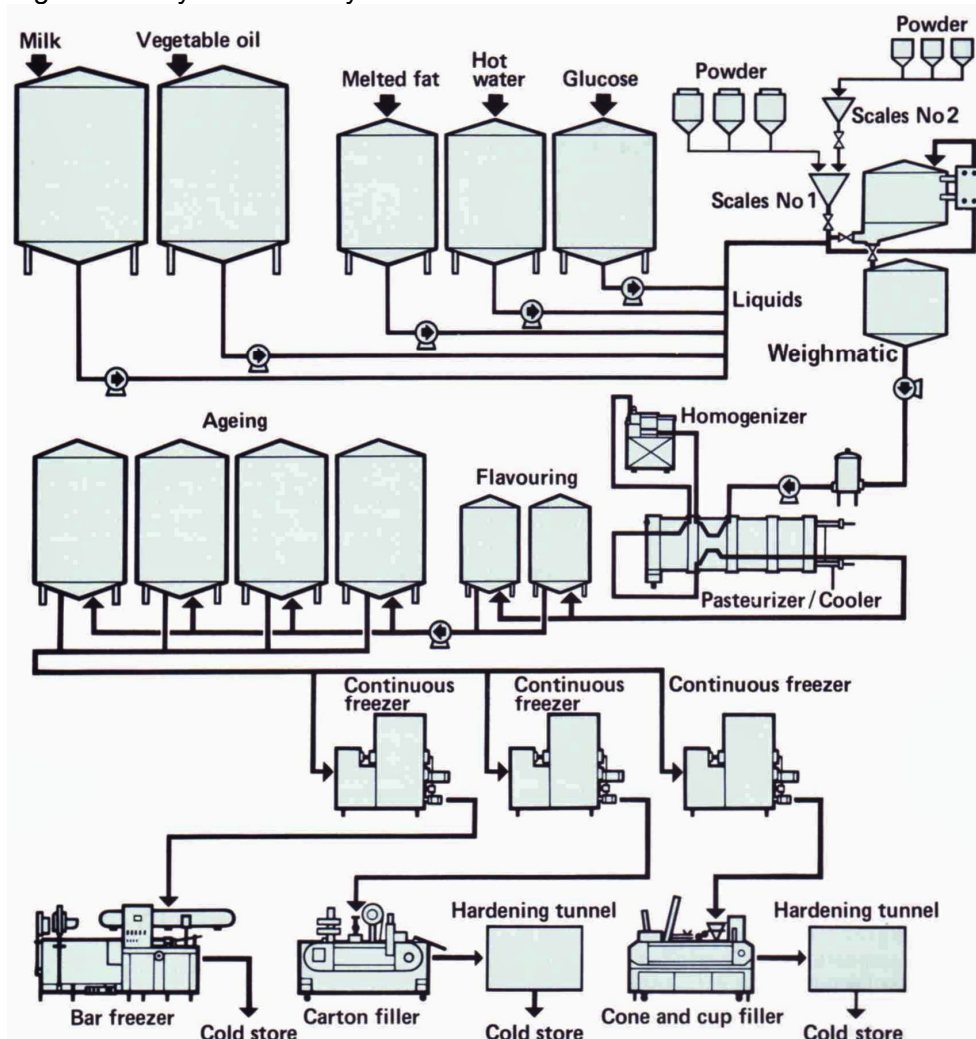 Milk
Vegetable oil
Melted fat
Hot
water
Glucose
Powder
Powder
Scales No 2
Scales No 1
Liquids
Weighmatic
Homogenizer
Ageing
Flavouring
Pasteurizer / Cooler
Continuous
freezer
Continuous
freezer
Continuous freezer
Hardening tunnel
Hardening tunnel
Bar freezer
Cold store
Carton filler
Cold store
Cone and cup filler
Cold store